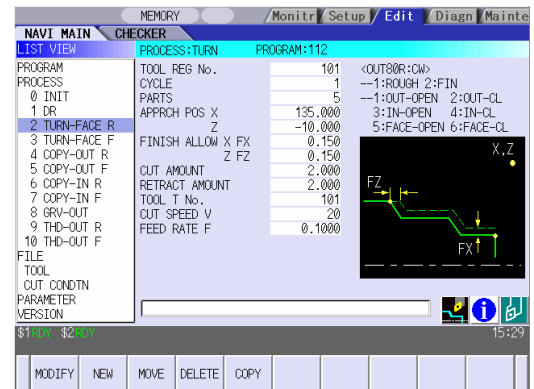 MEMORY Monitr Setup Edit Diagn Mainte
NAVI MAIN CHECKER
LIST VIEW PROCESS:TURN PROGRAM:112
PROGRAM
PROCESS
0 INIT
1 DR
2 TURN-FACE R
3 TURN-FACE F
4 COPY-OUT R
5 COPY-OUT F
6 COPY-IN R
7 COPY-IN F
8 GRV-OUT
9 THD-OUT R
10 THD-OUT F
FILE
TOOL
CUT CONDTN
PARAMETER
VERSION
TOOL REG No. 101
CYCLE 1
PARTS 5
APPRCH POS X 135.000
Z -10.000
FINISH ALLOW X FX 0.150
Z FZ 0.150
CUT AMOUNT 2.000
RETRACT AMOUNT 2.000
TOOL T No. 101
CUT SPEED V 20
FEED RATE F 0.1000
<OUT80R:CW>
--1:ROUGH 2:FIN
--1:OUT-OPEN 2:OUT-CL
3:IN-OPEN 4:IN-CL
5:FACE-OPEN 6:FACE-CL
X,Z
FZ
FX
$1 RDY $2 RDY 15:29
MODIFY NEW MOVE DELETE COPY